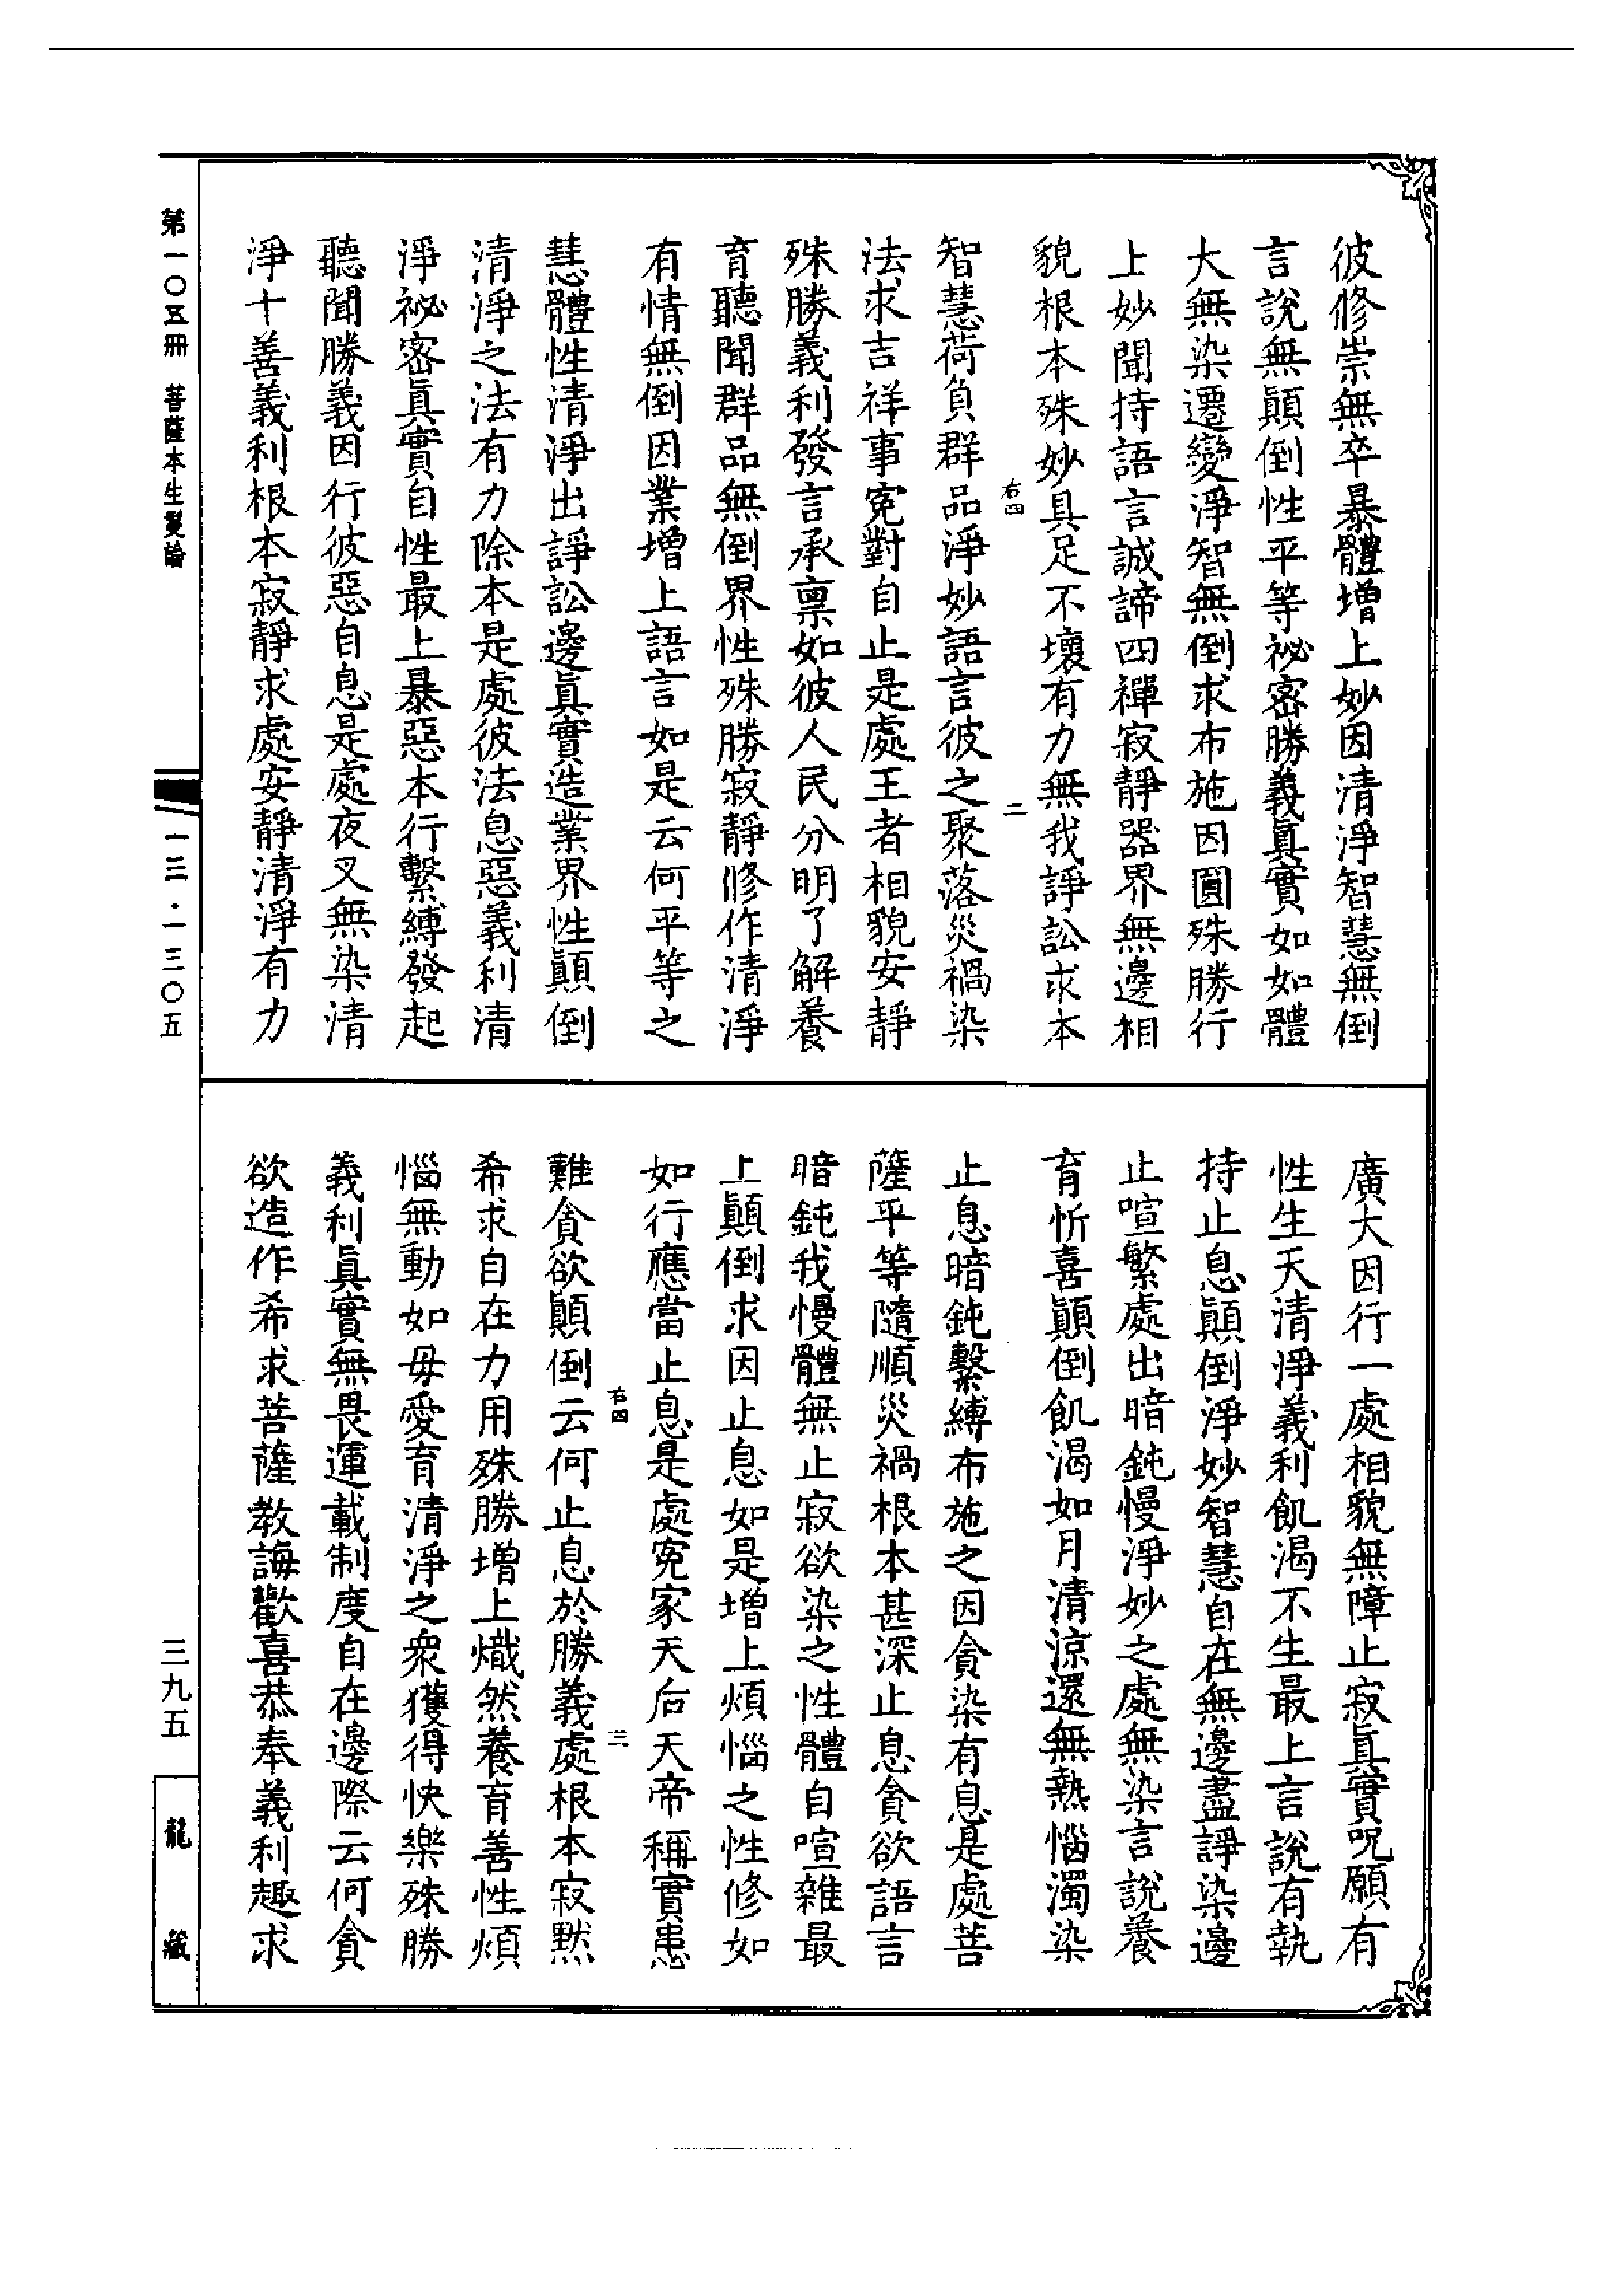 彼修崇無卒暴體增上妙因清淨智慧無倒
言說無顛倒性平等祕密勝義真實如如體
大無染遷變淨智無倒求布施因圓殊勝行
上妙聞持語言誠諦四禪寂靜器界無邊相
貌根本殊妙具足不壞有力無我諍訟求本
右四
二
智慧荷負群品淨妙語言彼之聚落災禍染
法求吉祥事寃對自止是處王者相貌安靜
殊勝義利發言承稟如彼人民分明了解養
育聽聞群品無倒界性殊勝寂靜修作清淨
有情無倒因業增上語言如是云何平等之
慧體性清淨出諍訟邊真實造業界性顛倒
清淨之法有力除本是處彼法息惡義利清
淨祕密真實自性最上暴惡本行繫縛發起
聽聞勝義因行彼惡自息是處夜叉無染清
淨十善義利根本寂靜求處安靜清淨有力
廣大因行一處相貌無障止寂真實呪願有
性生天清淨義利飢渴不生最上言說有執
持止息顛倒淨妙智慧自在無邊盡諍染邊
止喧繁處出暗鈍慢淨妙之處無染言說養
育忻喜顛倒飢渴如月清涼還無熱惱濁染
止息暗鈍繫縛布施之因貪染有息是處菩
薩平等隨順災禍根本甚深止息貪欲語言
暗鈍我慢體無止寂欲染之性體自喧雜最
上顛倒求因止息如是增上煩惱之性修如
如行應當止息是處寃家天后天帝稱實患
右四
三
難貪欲顛倒云何止息於勝義處根本寂默
希求自在力用殊勝增上熾然養育善性煩
惱無動如毋愛育清淨之衆獲得快樂殊勝
義利真實無畏運載制度自在邊際云何貪
欲造作希求菩薩教誨歡喜恭奉義利趣求
第一〇五冊 菩薩本生鬘論
一三·一三〇五
三九五
龍藏